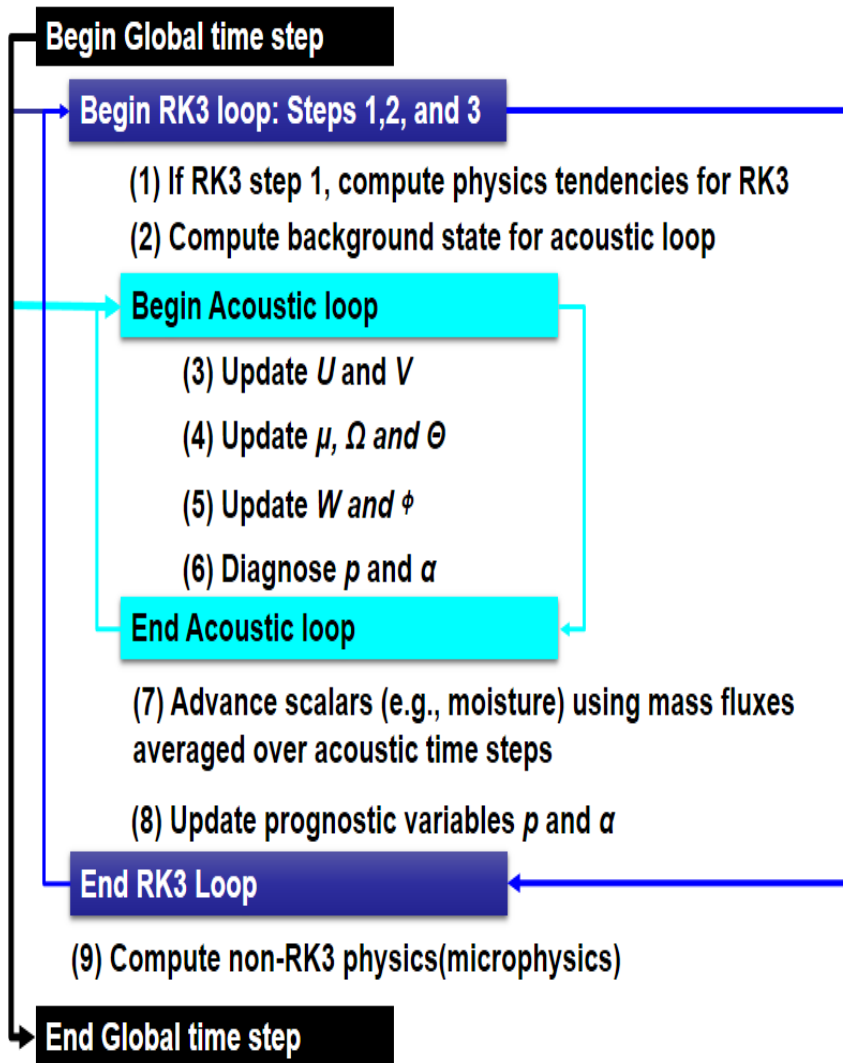 Begin Global time step
Begin RK3 loop: Steps 1,2, and 3
(1) If RK3 step 1, compute physics tendencies for RK3
(2) Compute background state for acoustic loop
Begin Acoustic loop
(3) Update U and V
(4) Update μ, Ω and Θ
(5) Update W and ϕ
(6) Diagnose p and α
End Acoustic loop
(7) Advance scalars (e.g., moisture) using mass fluxes
averaged over acoustic time steps
(8) Update prognostic variables p and α
End RK3 Loop
(9) Compute non-RK3 physics(microphysics)
End Global time step